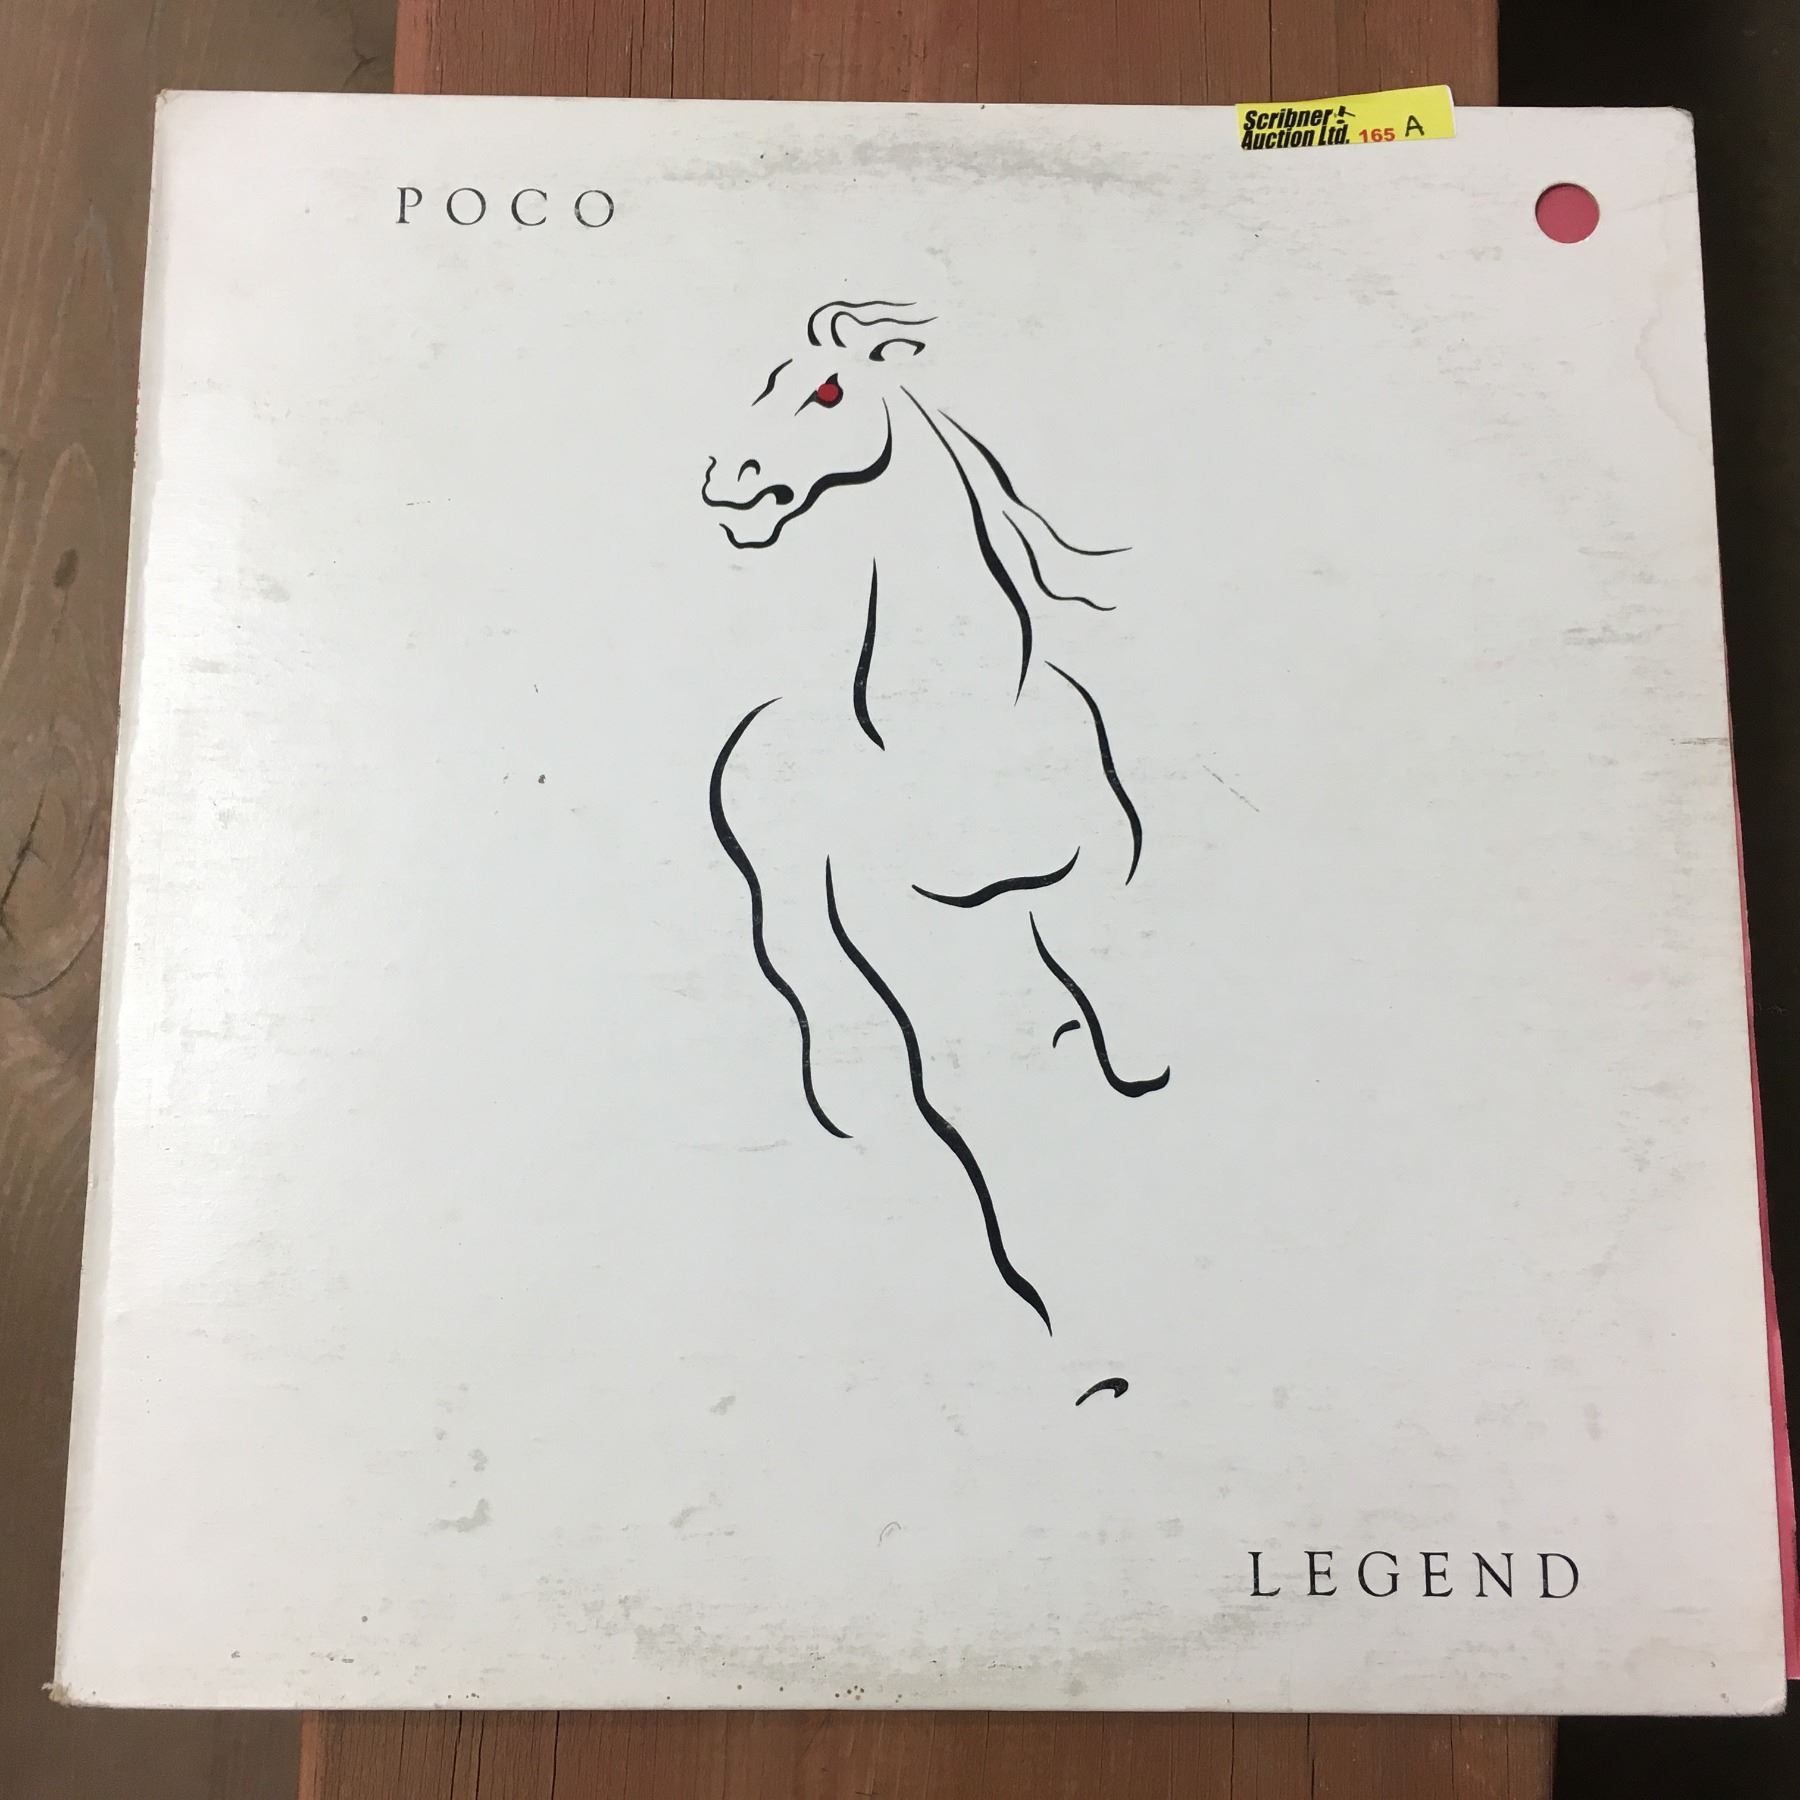 Scribner
Auction Ltd. 165 A
POCO
LEGEND